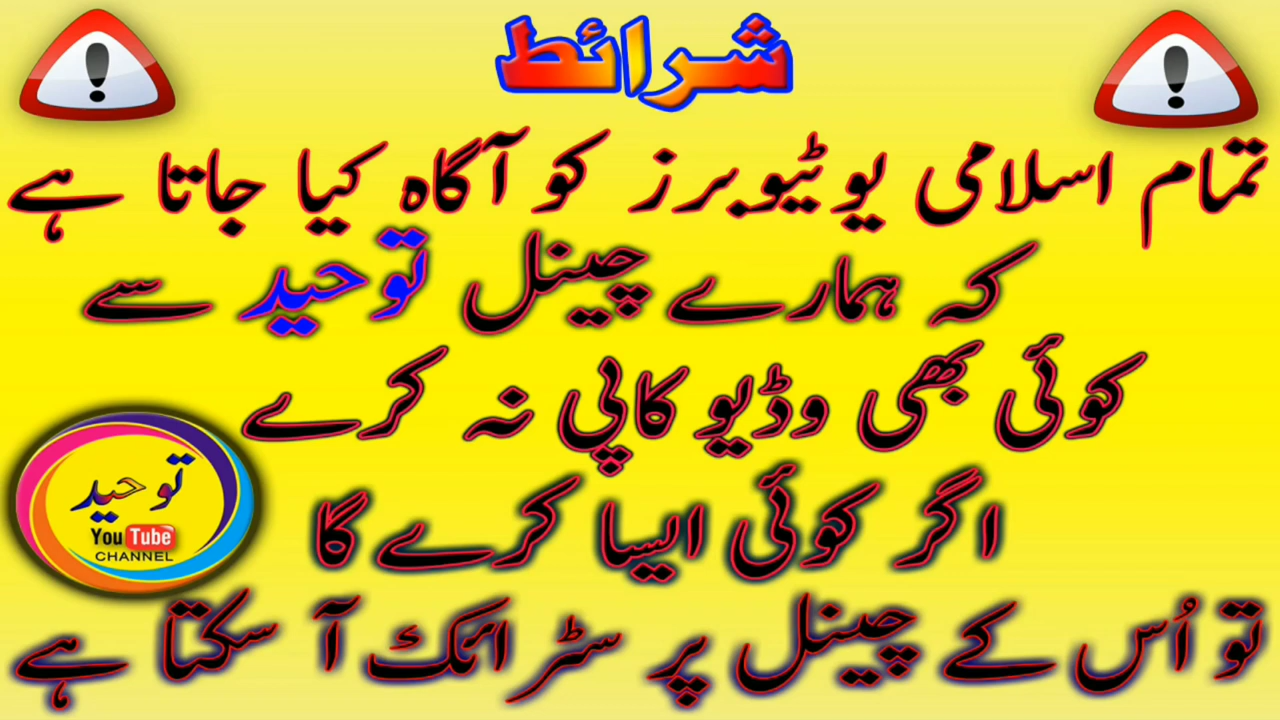 شرائط
تمام اسلامی یوٹیوبرز کو آگاہ کیا جاتا ہے
کہ ہمارے چینل توحید سے
کوئی بھی وڈیو کاپی نہ کرے
اگر کوئی ایسا کرے گا
تو اُس کے چینل پر سٹرائک آ سکتا ہے
توحید
YouTube
CHANNEL